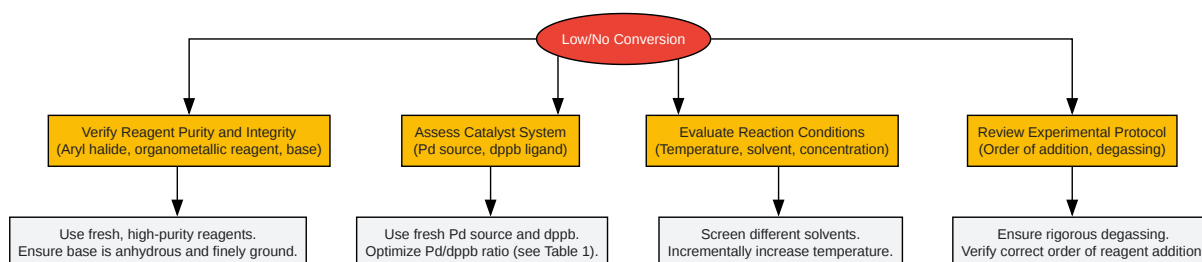 Low/No Conversion
Verify Reagent Purity and Integrity
(Aryl halide, organometallic reagent, base)
Assess Catalyst System
(Pd source, dppb ligand)
Evaluate Reaction Conditions
(Temperature, solvent, concentration)
Review Experimental Protocol
(Order of addition, degassing)
Use fresh, high-purity reagents.
Ensure base is anhydrous and finely ground.
Use fresh Pd source and dppb.
Optimize Pd/dppb ratio (see Table 1).
Screen different solvents.
Incrementally increase temperature.
Ensure rigorous degassing.
Verify correct order of reagent addition